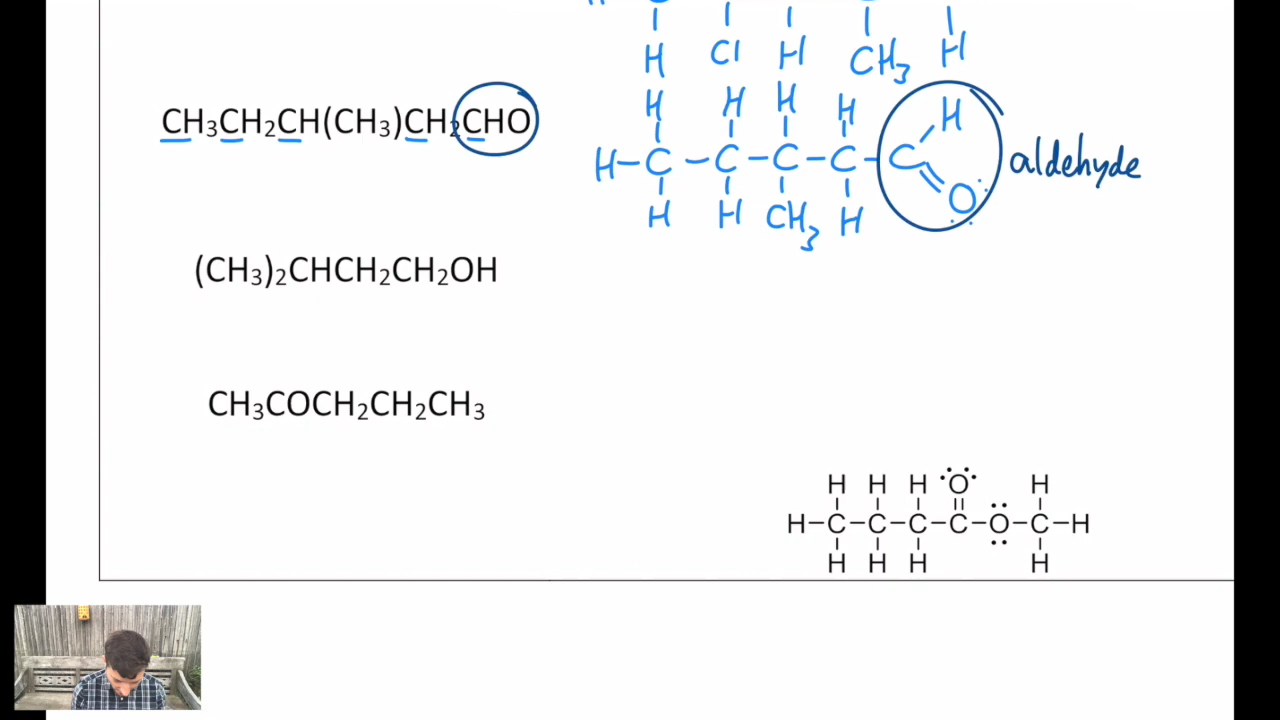 H Cl H CH₃ H
CH₃CH₂CH(CH₃)CH₂CHO
H H H H H
H–C–C–C–C–C aldehyde
O
H H CH₃ H
(CH₃)₂CHCH₂CH₂OH
CH₃COCH₂CH₂CH₃
H H H O H
H–C–C–C–C–O–C–H
H H H H